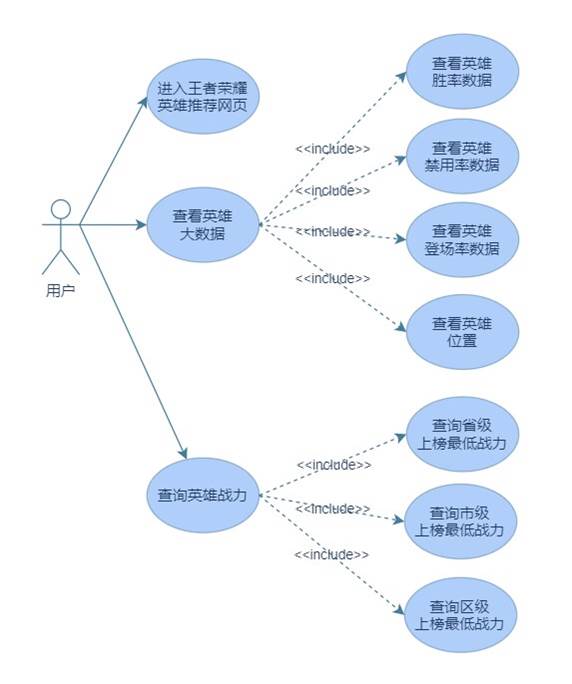 进入王者荣耀
英雄推荐网页
查看英雄
大数据
用户
查询英雄战力
<<include>>
<<include>>
<<include>>
<<include>>
查看英雄
胜率数据
查看英雄
禁用率数据
查看英雄
登场率数据
查看英雄
位置
<<include>>
<<include>>
<<include>>
查询省级
上榜最低战力
查询市级
上榜最低战力
查询区级
上榜最低战力